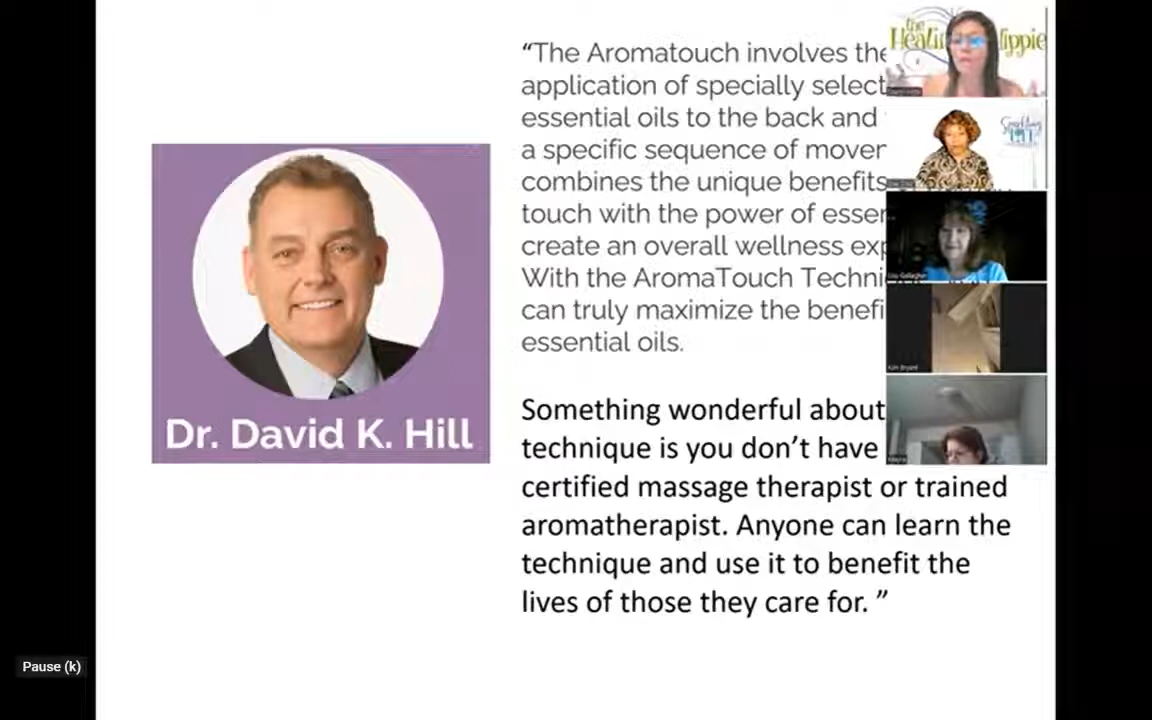 “The Aromatouch involves the
application of specially select
essential oils to the back and
a specific sequence of mover
combines the unique benefits
touch with the power of esser
create an overall wellness exp
With the AromaTouch Techni
can truly maximize the benefi
essential oils.
Something wonderful about
technique is you don’t have
certified massage therapist or trained
aromatherapist. Anyone can learn the
technique and use it to benefit the
lives of those they care for. ”
Dr. David K. Hill
the
Kim Bryant
Pause (k)